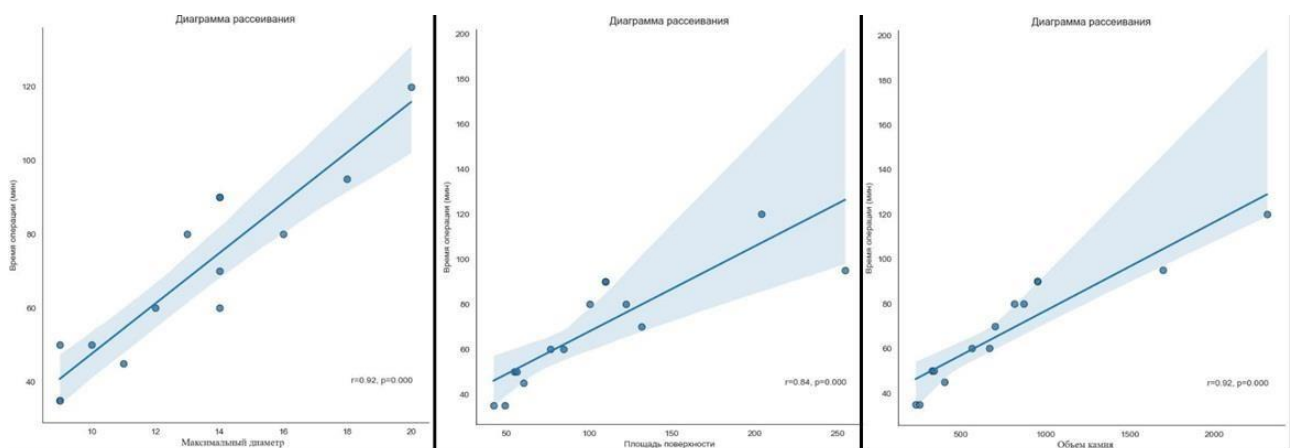 Диаграмма рассеивания
Время операции (мин)
120
100
80
60
40
10 12 14 16 18 20
r=0.92, p=0.000
Максимальный диаметр
Диаграмма рассеивания
Время операции (мин)
200
180
160
140
120
100
80
60
40
50 100 150 200 250
r=0.84, p=0.000
Площадь поверхности
Диаграмма рассеивания
Время операции (мин)
200
180
160
140
120
100
80
60
40
500 1000 1500 2000
r=0.92, p=0.000
Объем камня